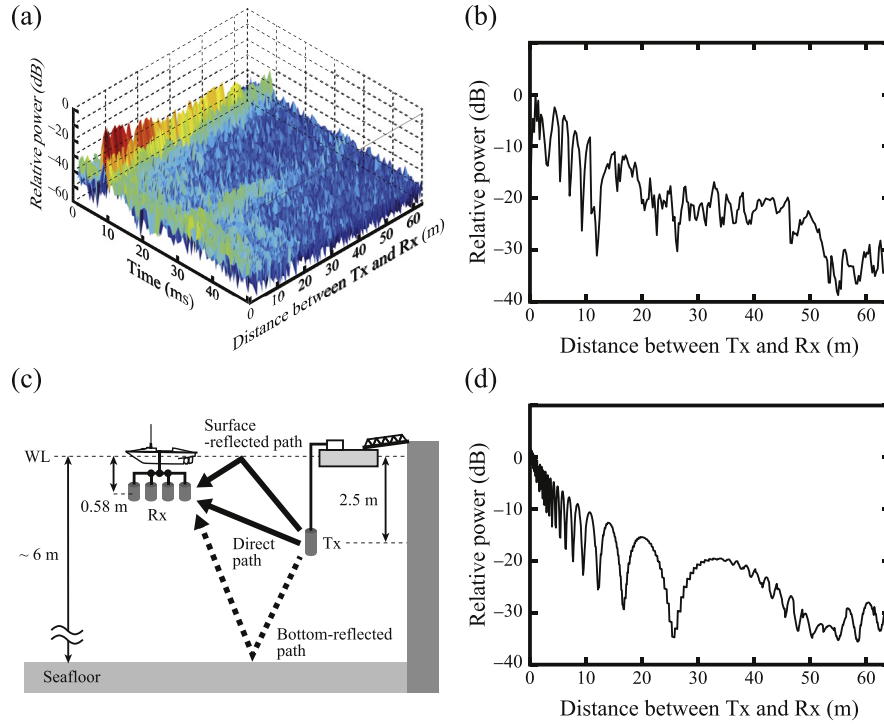 (a)
Relative power (dB)
0
−20
−40
−60
0
10
20
30
40
Time (ms)
0
10
20
30
40
50
60
Distance between Tx and Rx (m)
(b)
Relative power (dB)
0
−10
−20
−30
−40
0 10 20 30 40 50 60
Distance between Tx and Rx (m)
(c)
WL
Surface
-reflected path
0.58 m
Rx
2.5 m
Direct
path
Tx
~ 6 m
Bottom-reflected
path
Seafloor
(d)
Relative power (dB)
0
−10
−20
−30
−40
0 10 20 30 40 50 60
Distance between Tx and Rx (m)